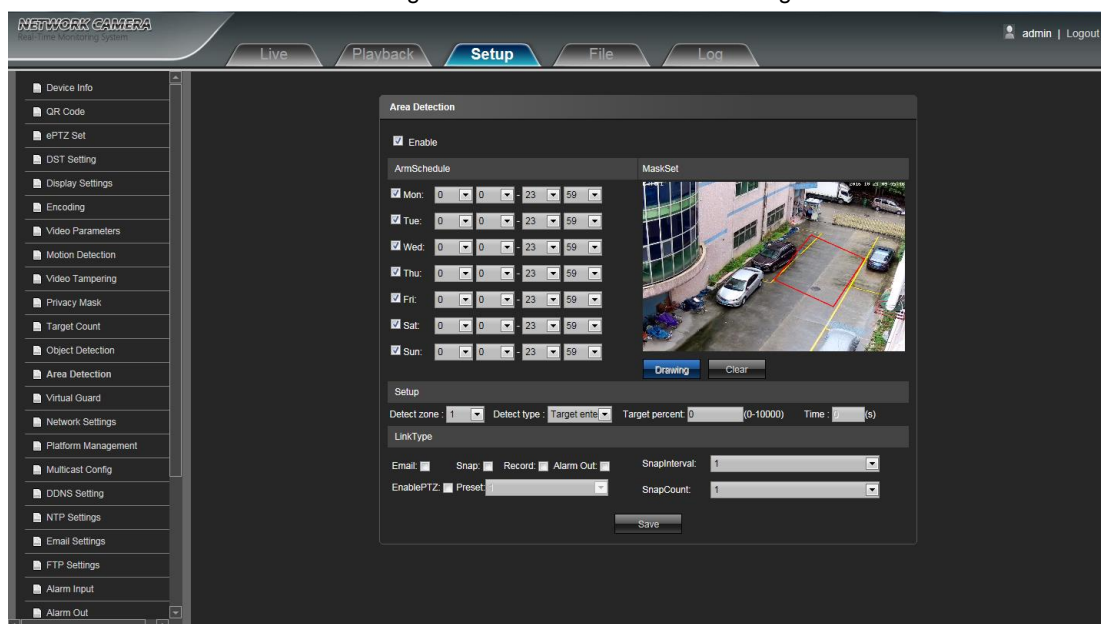 NETWORK CAMERA
Real-Time Monitoring System
admin | Logout
Live
Playback
Setup
File
Log
Device Info
QR Code
ePTZ Set
DST Setting
Display Settings
Encoding
Video Parameters
Motion Detection
Video Tampering
Privacy Mask
Target Count
Object Detection
Area Detection
Virtual Guard
Network Settings
Platform Management
Multicast Config
DDNS Setting
NTP Settings
Email Settings
FTP Settings
Alarm Input
Alarm Out
Area Detection
Enable
ArmSchedule
MaskSet
Mon: 0 0 - 23 59
Tue: 0 0 - 23 59
Wed: 0 0 - 23 59
Thu: 0 0 - 23 59
Fri: 0 0 - 23 59
Sat: 0 0 - 23 59
Sun: 0 0 - 23 59
Drawing
Clear
Setup
Detect zone : 1 Detect type : Target ente Target percent: 0 (0-10000) Time : 0 (s)
LinkType
Email: Snap: Record: Alarm Out: SnapInterval: 1
EnablePTZ: Preset: 1 SnapCount: 1
Save